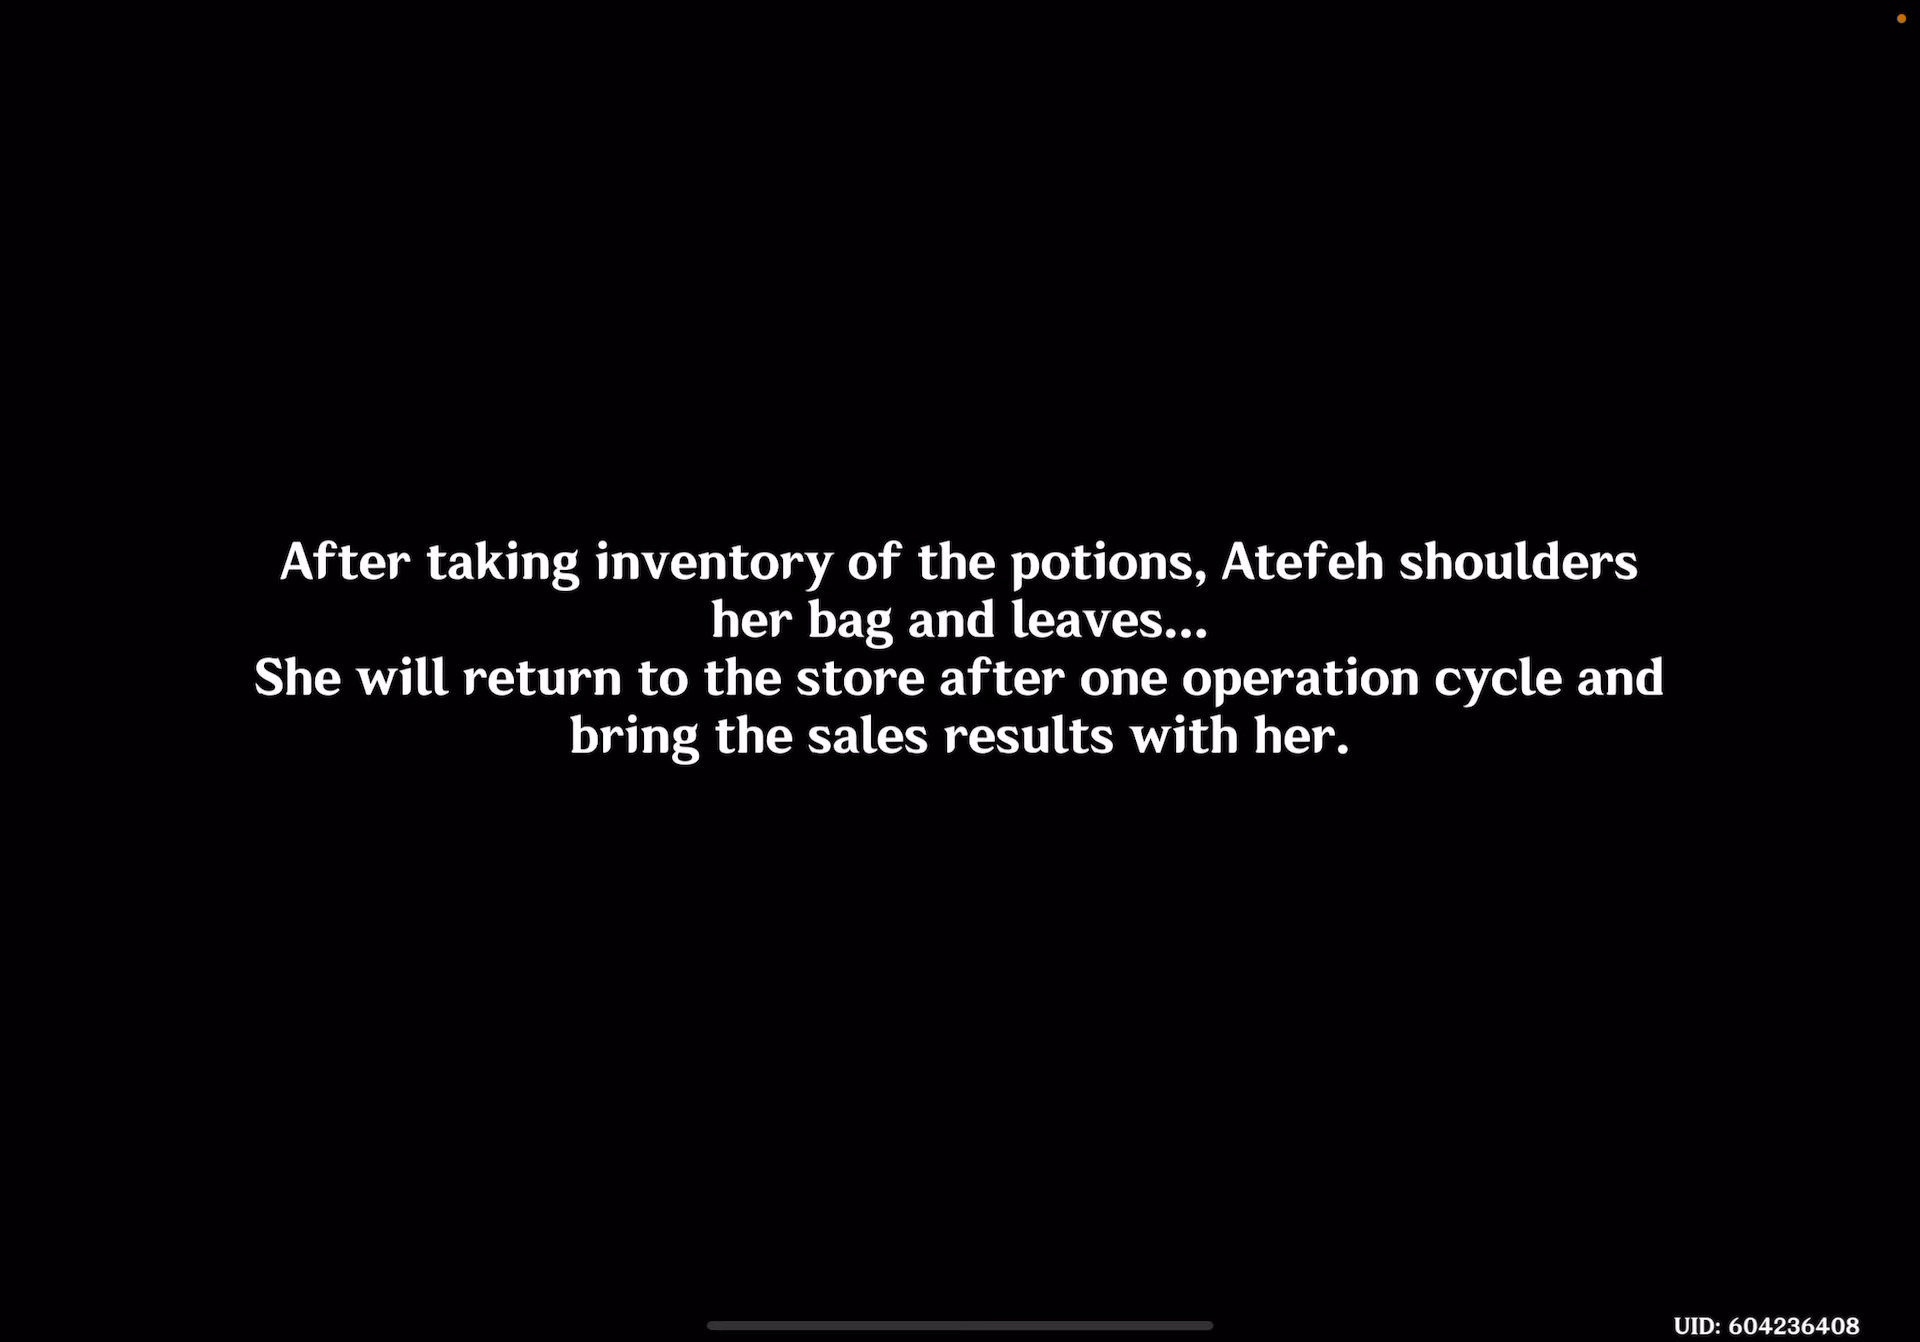 After taking inventory of the potions, Atefeh shoulders
her bag and leaves...
She will return to the store after one operation cycle and
bring the sales results with her.
UID: 604236408